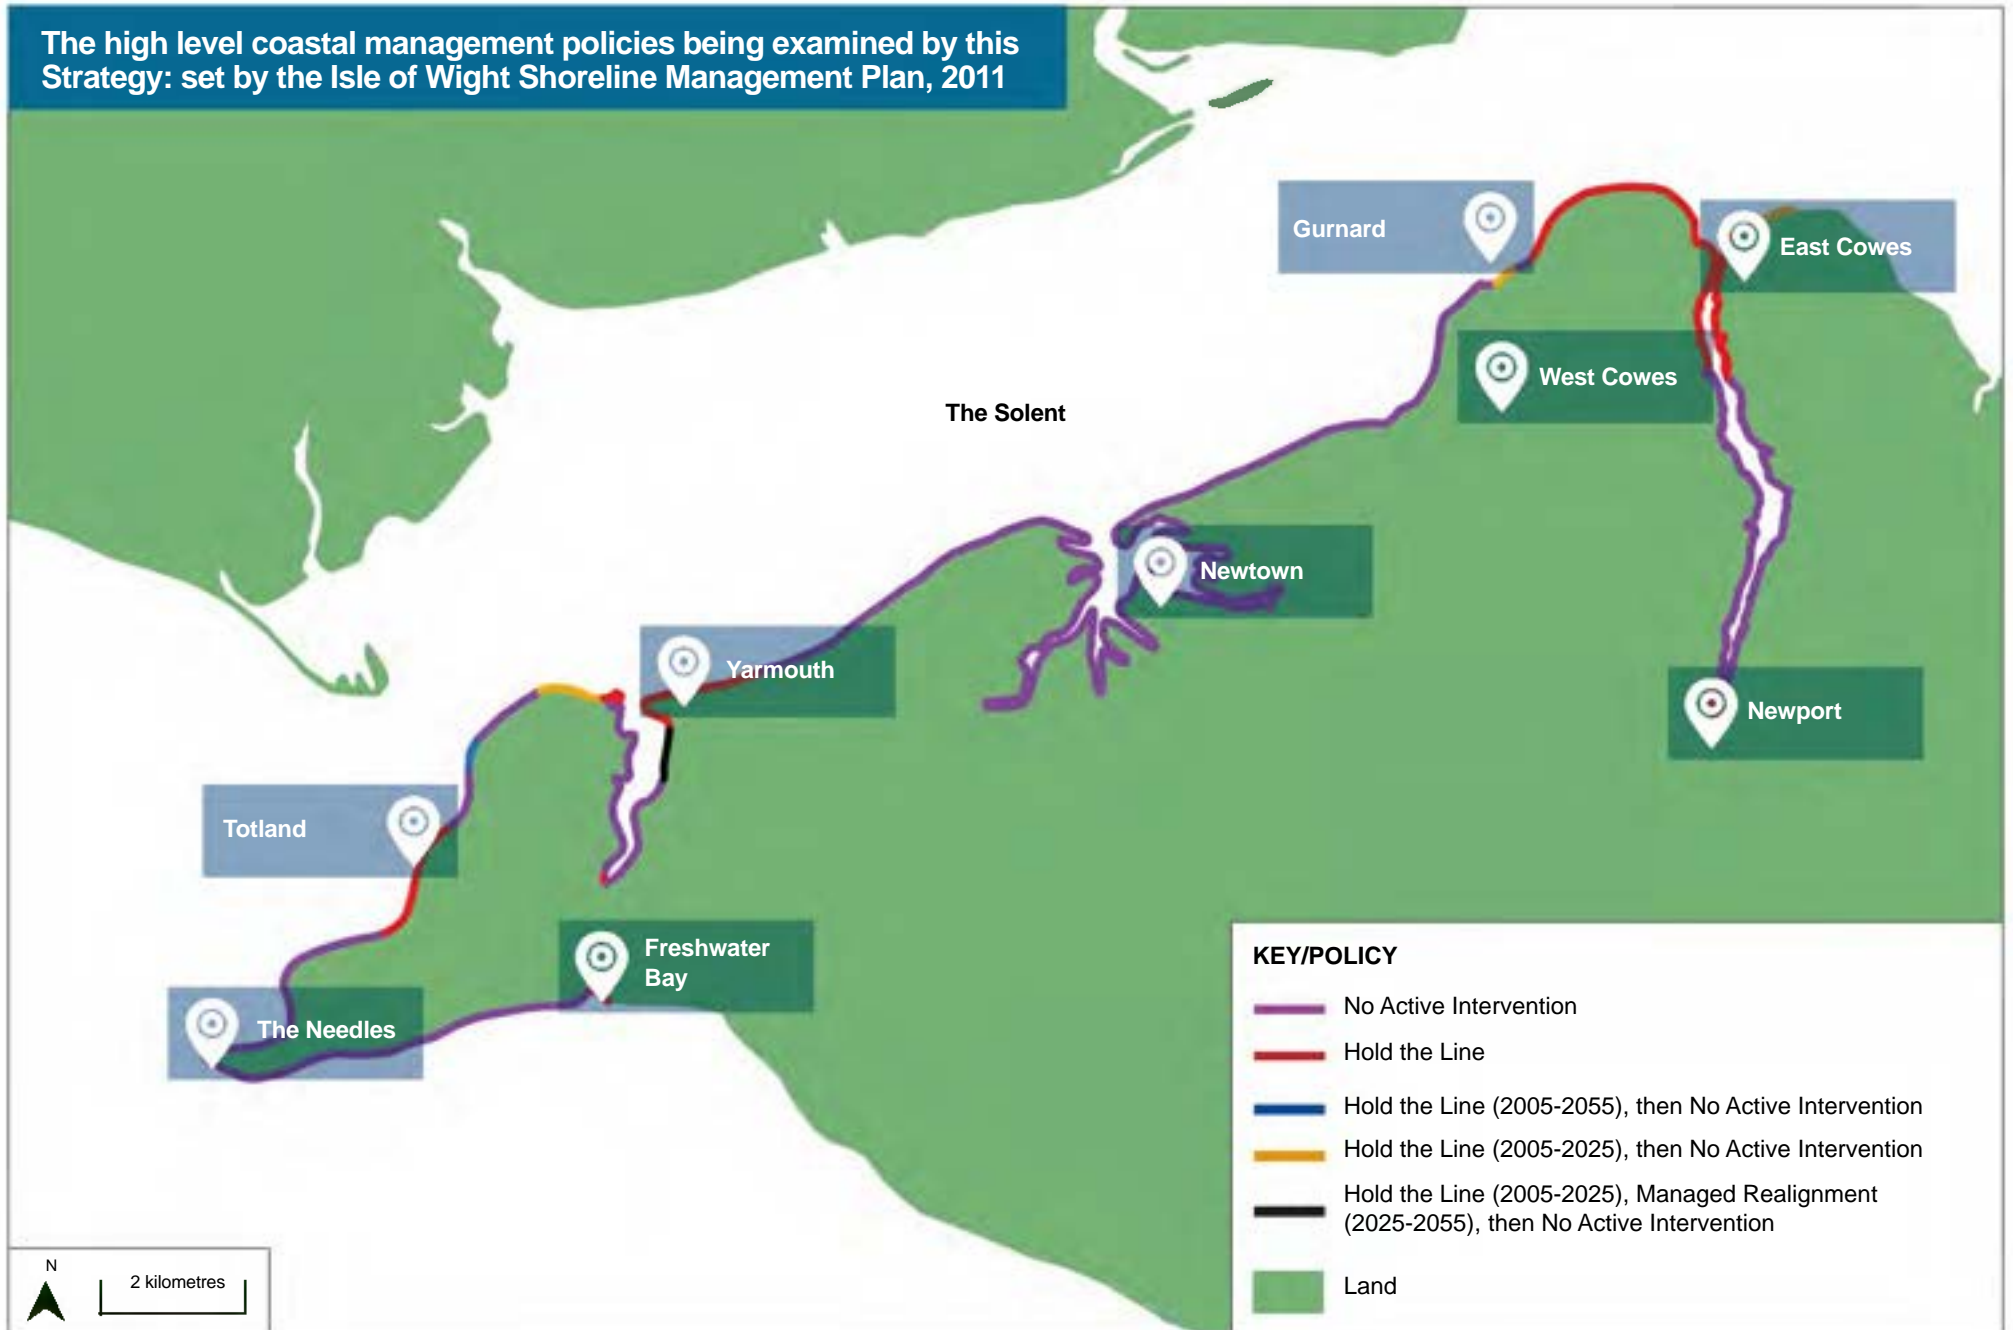 The high level coastal management policies being examined by this
Strategy: set by the Isle of Wight Shoreline Management Plan, 2011
Gurnard
East Cowes
West Cowes
The Solent
Newtown
Yarmouth
Newport
Totland
Freshwater
Bay
The Needles
KEY/POLICY
No Active Intervention
Hold the Line
Hold the Line (2005-2055), then No Active Intervention
Hold the Line (2005-2025), then No Active Intervention
Hold the Line (2005-2025), Managed Realignment
(2025-2055), then No Active Intervention
Land
N
2 kilometres